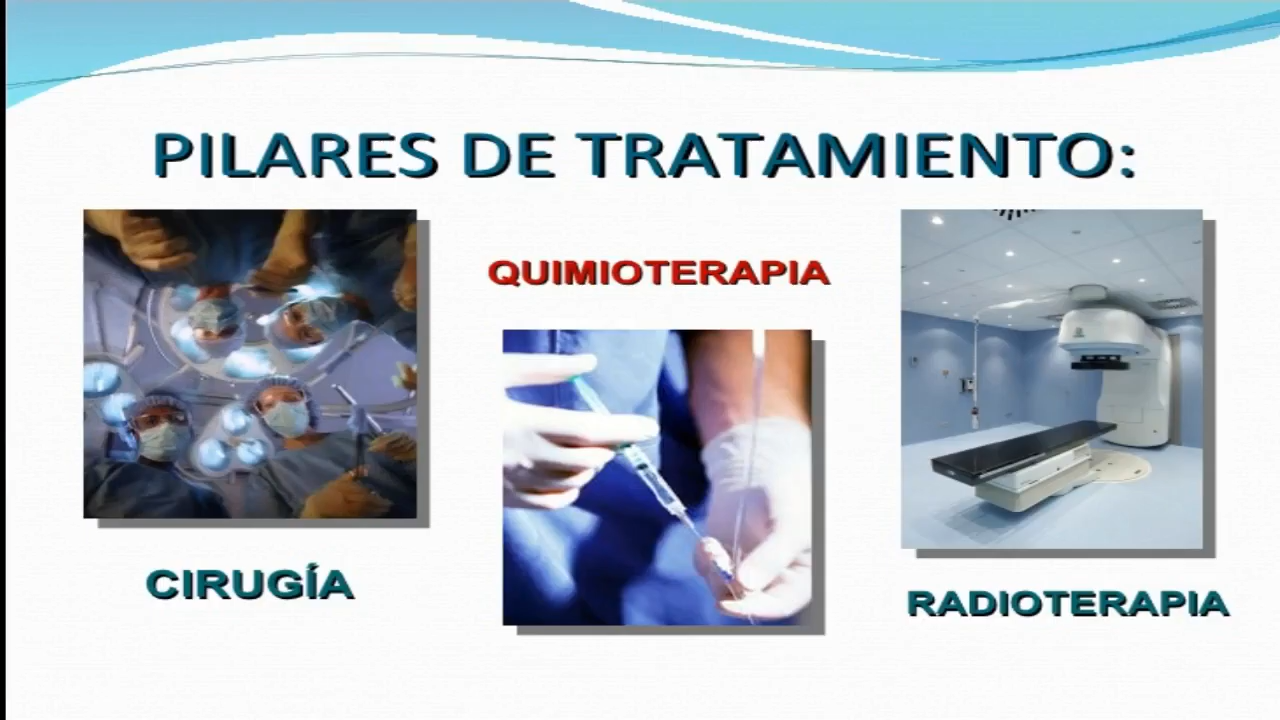 PILARES DE TRATAMIENTO:
QUIMIOTERAPIA
CIRUGÍA
RADIOTERAPIA